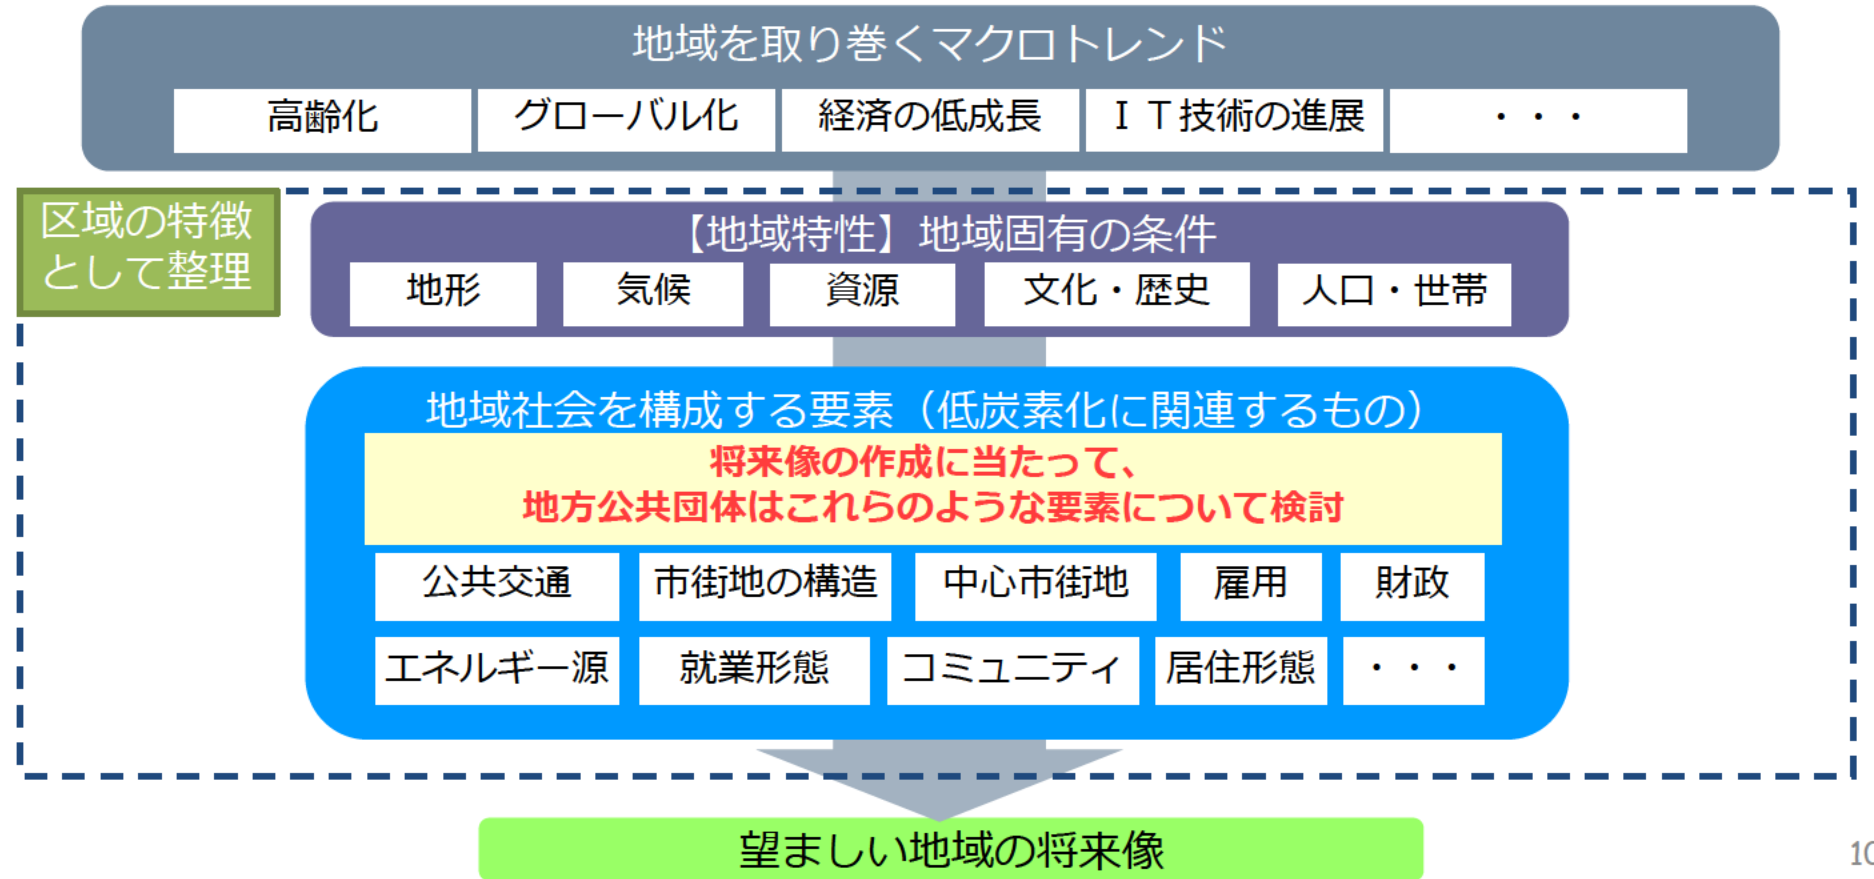 地域を取り巻くマクロトレンド
高齢化
グローバル化
経済の低成長
ＩＴ技術の進展
・・・
区域の特徴
として整理
【地域特性】地域固有の条件
地形
気候
資源
文化・歴史
人口・世帯
地域社会を構成する要素（低炭素化に関連するもの）
将来像の作成に当たって、
地方公共団体はこれらのような要素について検討
公共交通
市街地の構造
中心市街地
雇用
財政
エネルギー源
就業形態
コミュニティ
居住形態
・・・
望ましい地域の将来像
10